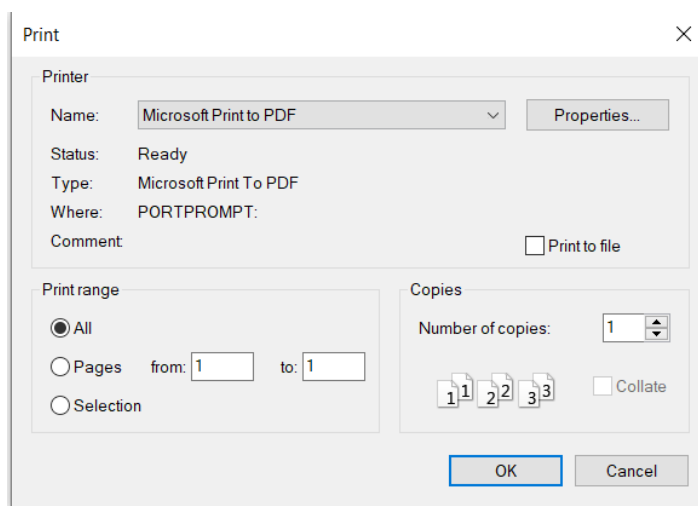 Print
Printer
Name: Microsoft Print to PDF Properties...
Status: Ready
Type: Microsoft Print To PDF
Where: PORTPROMPT:
Comment:
Print to file
Print range
All
Pages from: 1 to: 1
Selection
Copies
Number of copies: 1
1 1 2 2 3 3
Collate
OK Cancel